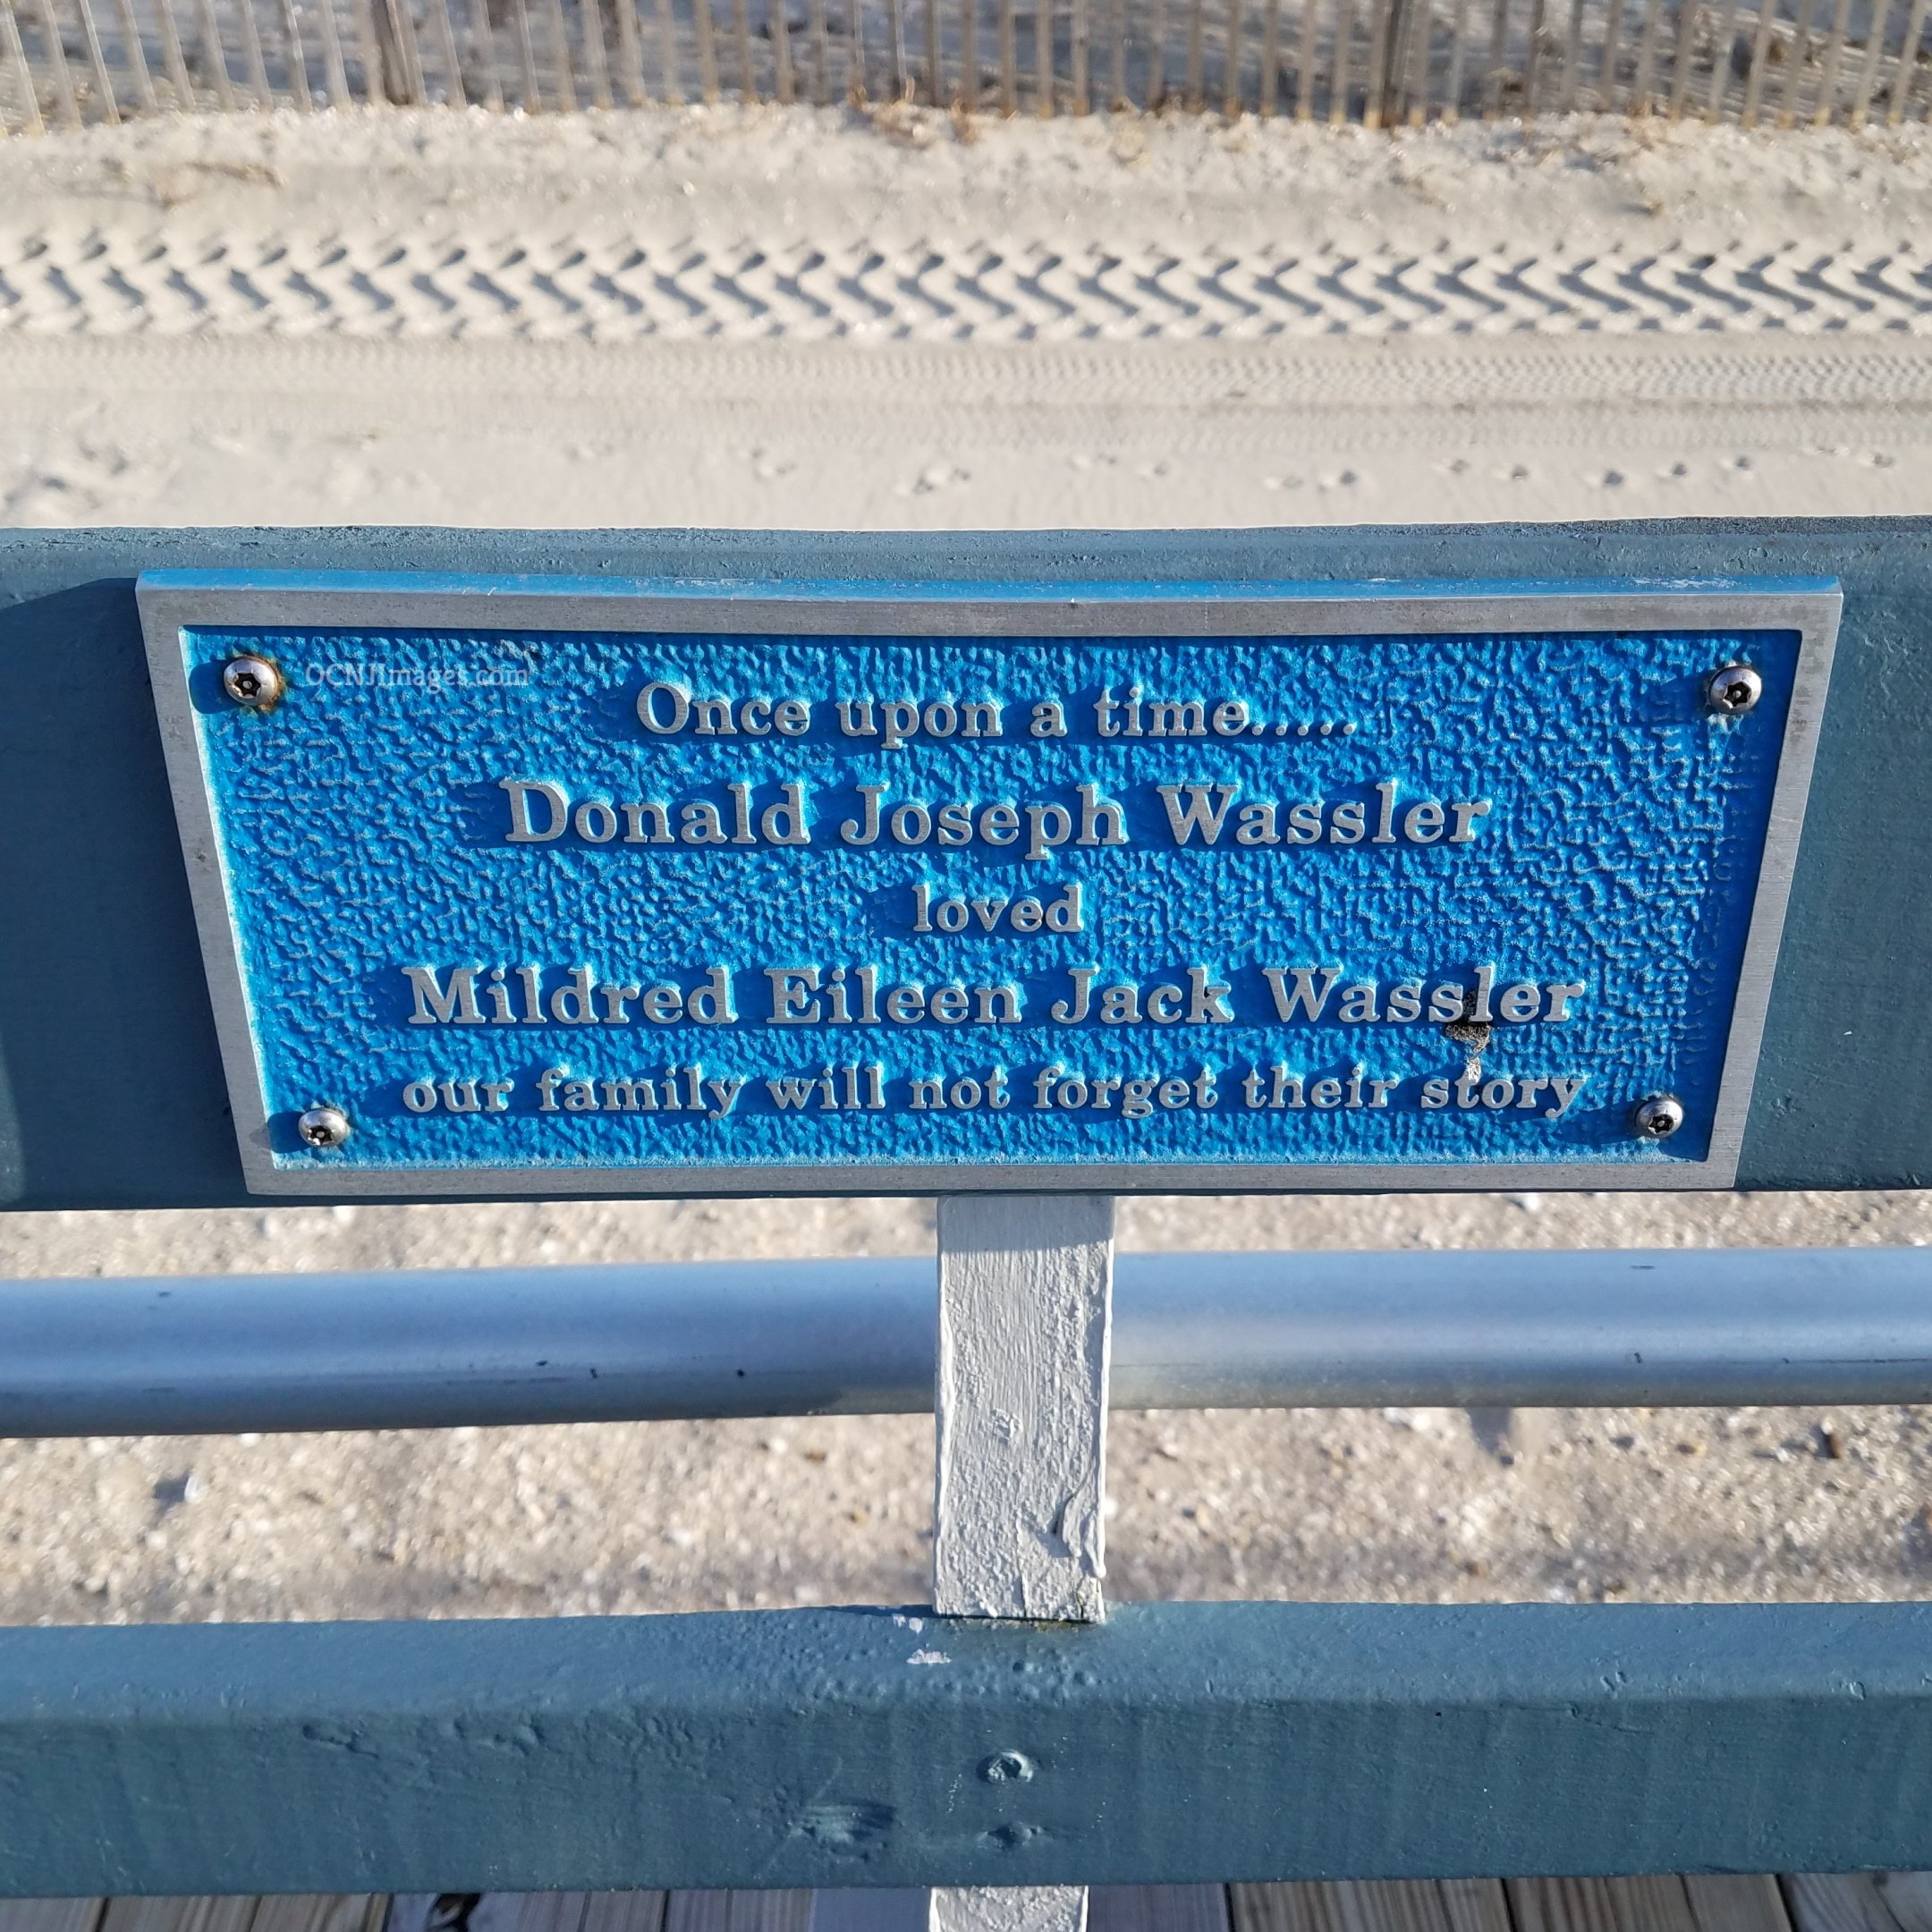 OCNJImages.com
Once upon a time.....
Donald Joseph Wassler
loved
Mildred Eileen Jack Wassler
our family will not forget their story